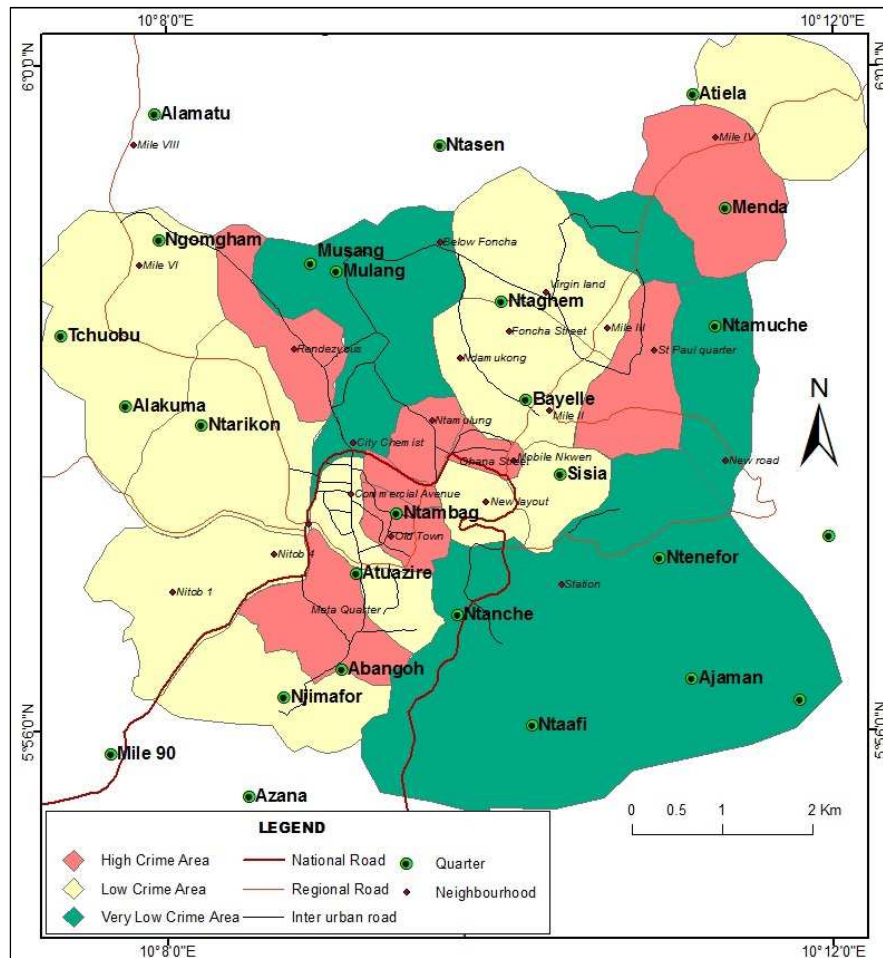 10°8'0"E
10°12'0"E
6°0'0"N
6°0'0"N
Atiela
Alamatu
Mile VIII
Mile IV
Ntasen
Menda
Ngomgham
Below Foncha
Musang
Mile VI
Mulang
Virgin land
Ntaghem
Tchuobu
Foncha Street
Mile III
Ntamuche
Rendezvous
Ndamukong
St Paul quarter
N
Alakuma
Bayelle
Mile II
Ntarikon
Ntamulung
City Chemist
Mobile Nkwen
Ghana Street
New road
Sisia
Commercial Avenue
New layout
Ntambag
Old Town
Nitob 4
Ntenefor
Atuazire
Station
Nitob 1
Meta Quarter
Ntanche
Abangoh
Ajaman
Njimafor
Ntaafi
5°56'0"N
5°56'0"N
Mile 90
Azana
0 0.5 1 2 Km
LEGEND
High Crime Area
National Road
Quarter
Low Crime Area
Regional Road
Neighbourhood
Very Low Crime Area
Inter urban road
10°8'0"E
10°12'0"E